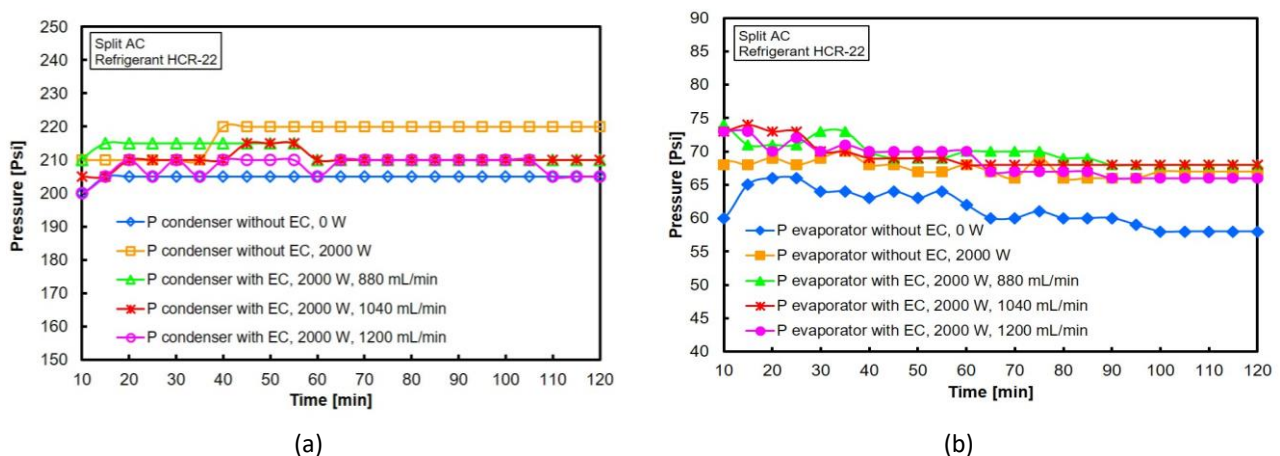 Split AC
Refrigerant HCR-22
Pressure [Psi]
250
240
230
220
210
200
190
180
170
160
150
P condenser without EC, 0 W
P condenser without EC, 2000 W
P condenser with EC, 2000 W, 880 mL/min
P condenser with EC, 2000 W, 1040 mL/min
P condenser with EC, 2000 W, 1200 mL/min
10 20 30 40 50 60 70 80 90 100 110 120
Time [min]
(a)
Split AC
Refrigerant HCR-22
Pressure [Psi]
90
85
80
75
70
65
60
55
50
45
40
P evaporator without EC, 0 W
P evaporator without EC, 2000 W
P evaporator with EC, 2000 W, 880 mL/min
P evaporator with EC, 2000 W, 1040 mL/min
P evaporator with EC, 2000 W, 1200 mL/min
10 20 30 40 50 60 70 80 90 100 110 120
Time [min]
(b)